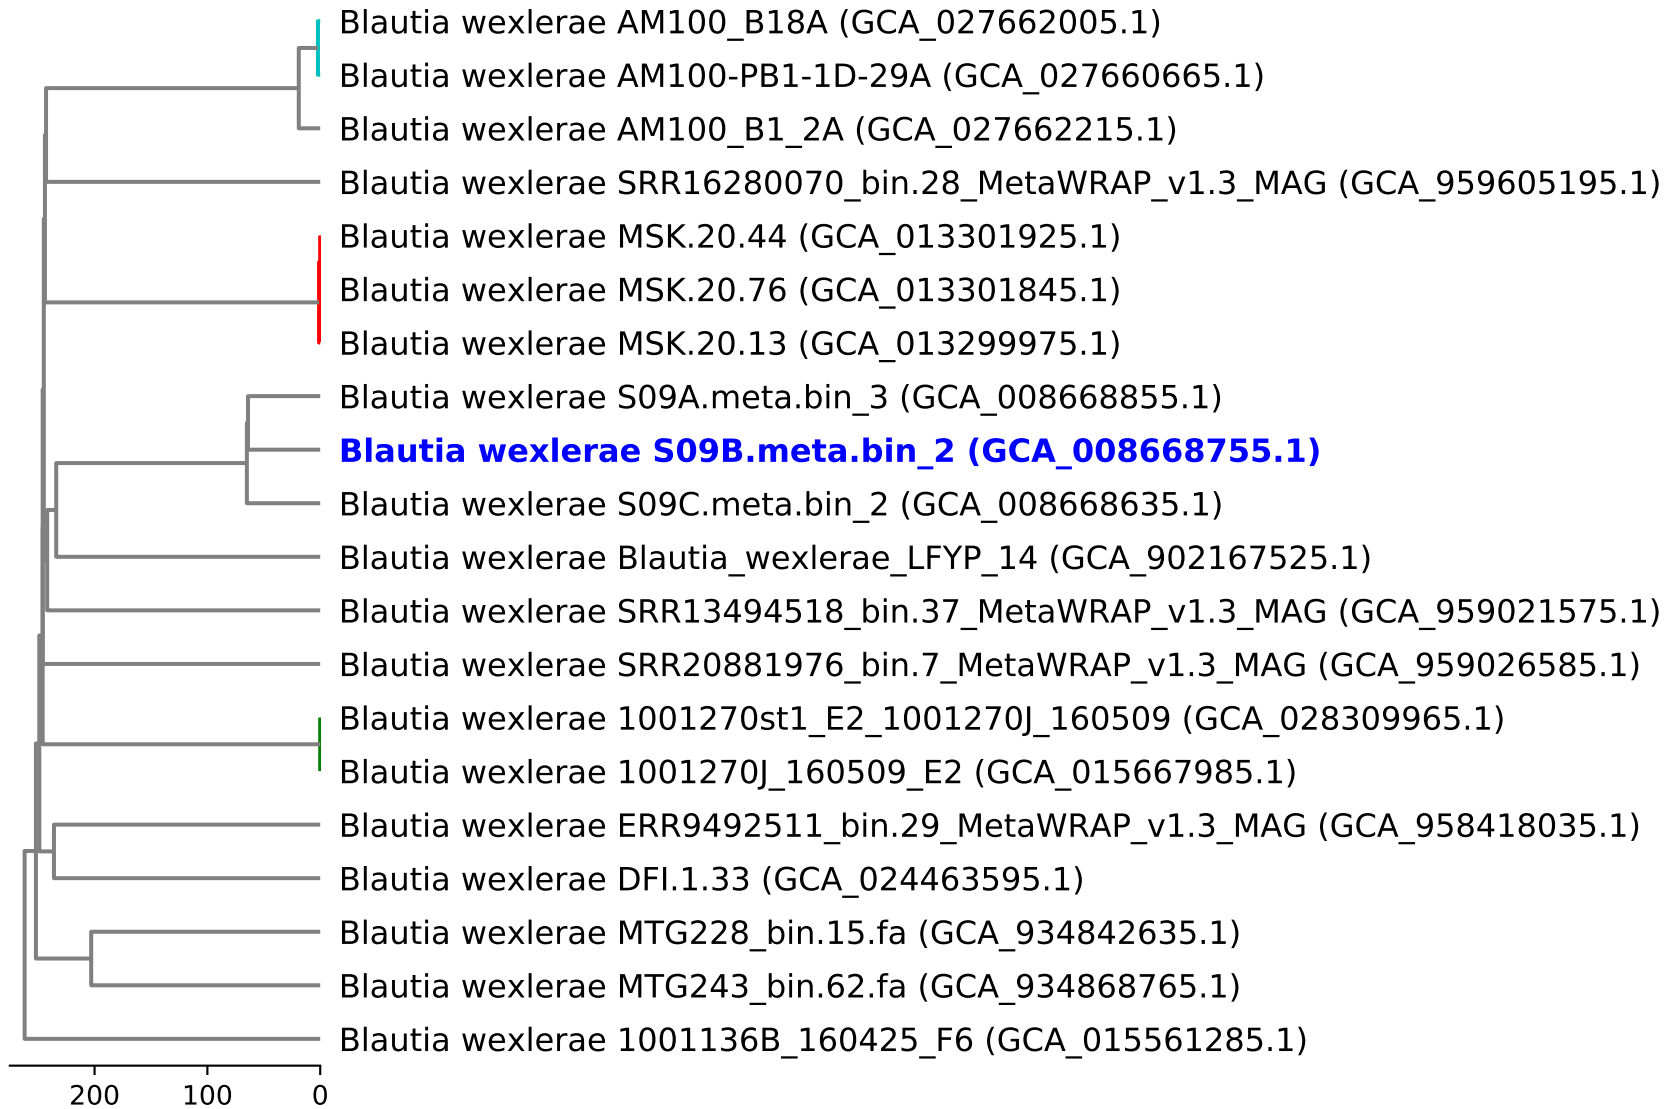 Blautia wexlerae AM100_B18A (GCA_027662005.1)
Blautia wexlerae AM100-PB1-1D-29A (GCA_027660665.1)
Blautia wexlerae AM100_B1_2A (GCA_027662215.1)
Blautia wexlerae SRR16280070_bin.28_MetaWRAP_v1.3_MAG (GCA_959605195.1)
Blautia wexlerae MSK.20.44 (GCA_013301925.1)
Blautia wexlerae MSK.20.76 (GCA_013301845.1)
Blautia wexlerae MSK.20.13 (GCA_013299975.1)
Blautia wexlerae S09A.meta.bin_3 (GCA_008668855.1)
Blautia wexlerae S09B.meta.bin_2 (GCA_008668755.1)
Blautia wexlerae S09C.meta.bin_2 (GCA_008668635.1)
Blautia wexlerae Blautia_wexlerae_LFYP_14 (GCA_902167525.1)
Blautia wexlerae SRR13494518_bin.37_MetaWRAP_v1.3_MAG (GCA_959021575.1)
Blautia wexlerae SRR20881976_bin.7_MetaWRAP_v1.3_MAG (GCA_959026585.1)
Blautia wexlerae 1001270st1_E2_1001270J_160509 (GCA_028309965.1)
Blautia wexlerae 1001270J_160509_E2 (GCA_015667985.1)
Blautia wexlerae ERR9492511_bin.29_MetaWRAP_v1.3_MAG (GCA_958418035.1)
Blautia wexlerae DFI.1.33 (GCA_024463595.1)
Blautia wexlerae MTG228_bin.15.fa (GCA_934842635.1)
Blautia wexlerae MTG243_bin.62.fa (GCA_934868765.1)
Blautia wexlerae 1001136B_160425_F6 (GCA_015561285.1)
200 100 0